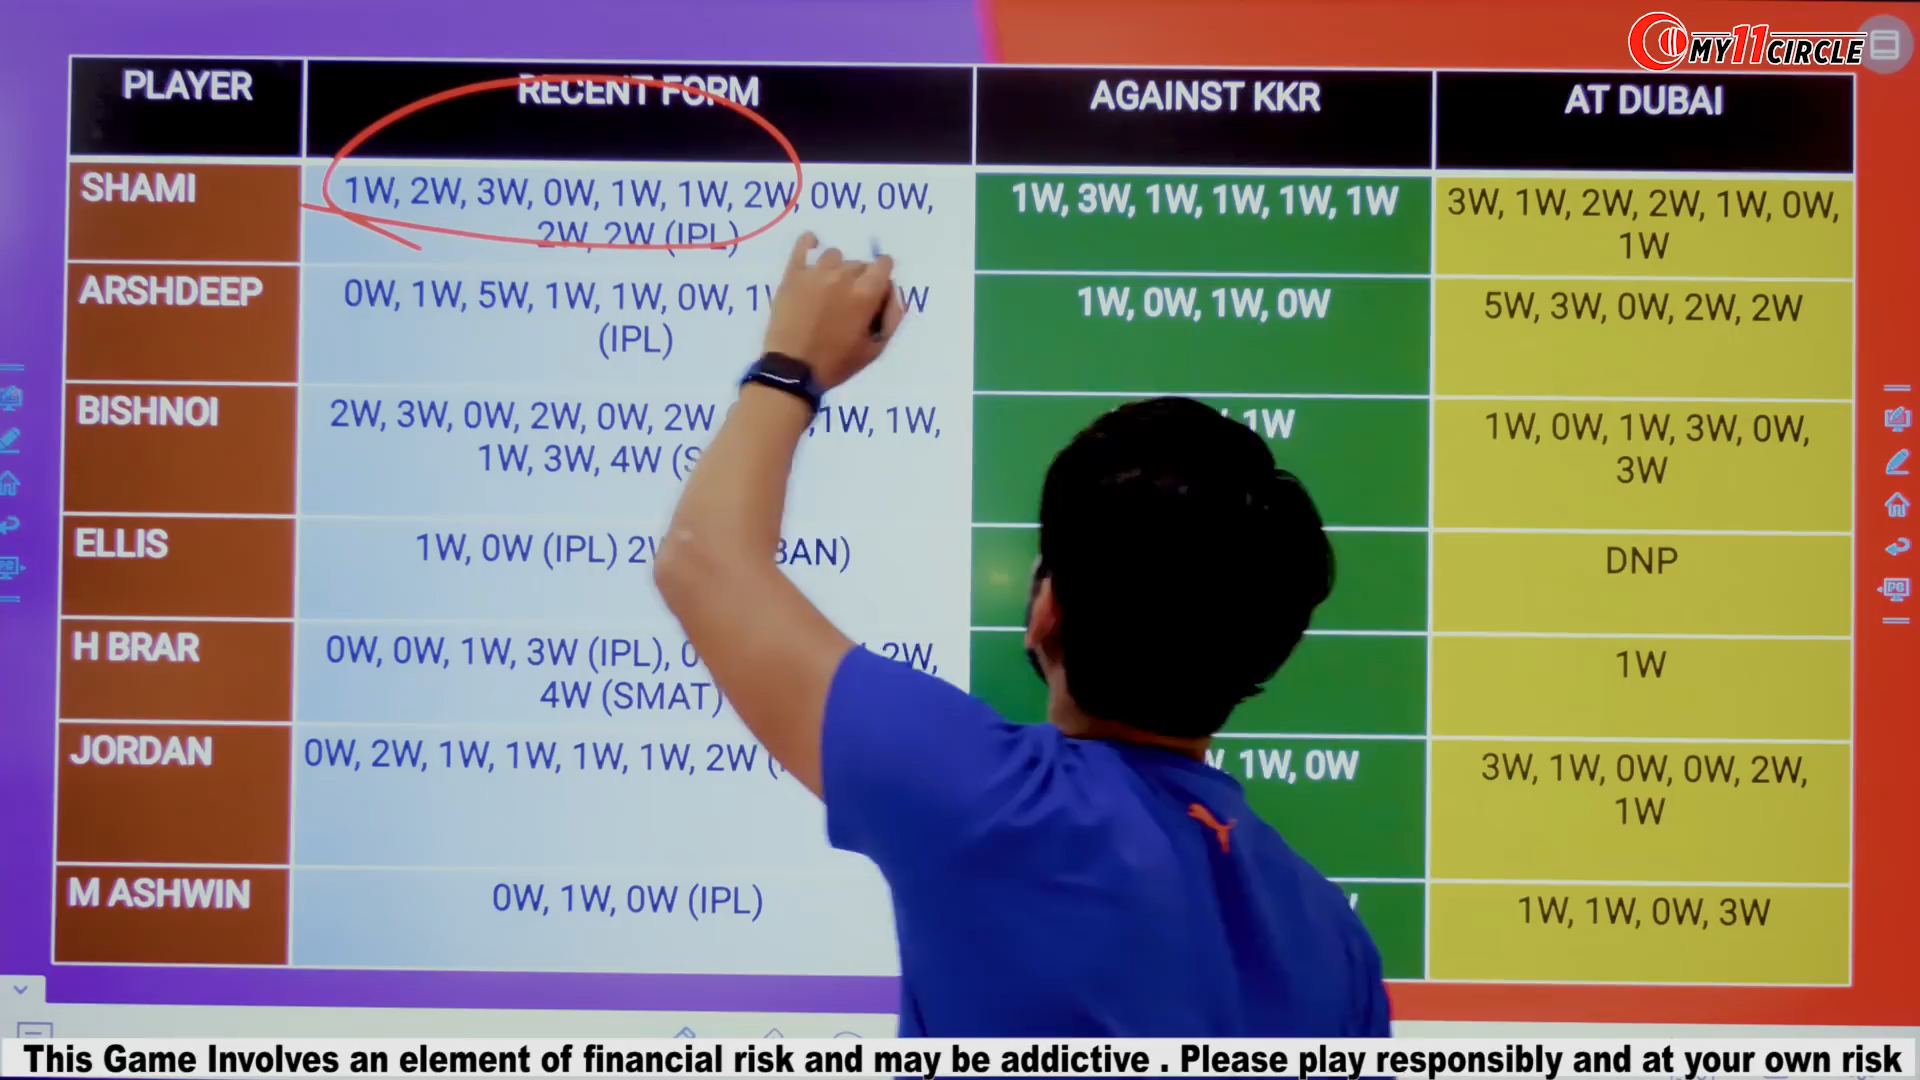 MY11CIRCLE
PLAYER RECENT FORM AGAINST KKR AT DUBAI
SHAMI 1W, 2W, 3W, 0W, 1W, 1W, 2W, 0W, 0W, 1W, 3W, 1W, 1W, 1W, 1W 3W, 1W, 2W, 2W, 1W, 0W,
2W, 2W (IPL) 1W
ARSHDEEP 0W, 1W, 5W, 1W, 1W, 0W, 1W, 0W, 1W, 0W 5W, 3W, 0W, 2W, 2W
(IPL)
BISHNOI 2W, 3W, 0W, 2W, 0W, 2W ,1W, 1W, 1W 1W, 0W, 1W, 3W, 0W,
1W, 3W, 4W 3W
ELLIS 1W, 0W (IPL) DNP
H BRAR 0W, 0W, 1W, 3W (IPL), 2W, 1W
4W (SMAT)
JORDAN 0W, 2W, 1W, 1W, 1W, 1W, 2W 1W, 0W 3W, 1W, 0W, 0W, 2W,
1W
M ASHWIN 0W, 1W, 0W (IPL) 1W, 1W, 0W, 3W
This Game Involves an element of financial risk and may be addictive . Please play responsibly and at your own risk